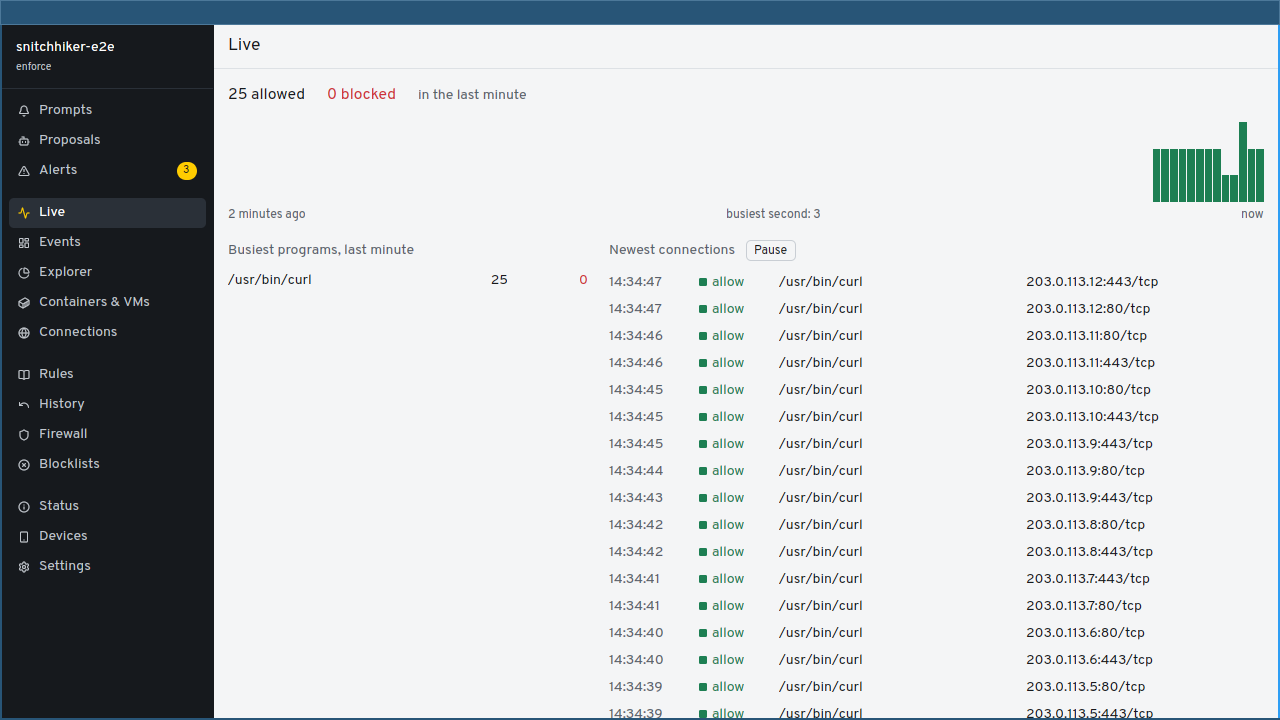 snitchhiker-e2e
enforce
Prompts
Proposals
Alerts 3
Live
Events
Explorer
Containers & VMs
Connections
Rules
History
Firewall
Blocklists
Status
Devices
Settings
Live
25 allowed 0 blocked in the last minute
2 minutes ago busiest second: 3 now
Busiest programs, last minute
/usr/bin/curl 25 0
Newest connections Pause
14:34:47 allow /usr/bin/curl 203.0.113.12:443/tcp
14:34:47 allow /usr/bin/curl 203.0.113.12:80/tcp
14:34:46 allow /usr/bin/curl 203.0.113.11:80/tcp
14:34:46 allow /usr/bin/curl 203.0.113.11:443/tcp
14:34:45 allow /usr/bin/curl 203.0.113.10:80/tcp
14:34:45 allow /usr/bin/curl 203.0.113.10:443/tcp
14:34:45 allow /usr/bin/curl 203.0.113.9:443/tcp
14:34:44 allow /usr/bin/curl 203.0.113.9:80/tcp
14:34:43 allow /usr/bin/curl 203.0.113.9:443/tcp
14:34:42 allow /usr/bin/curl 203.0.113.8:80/tcp
14:34:42 allow /usr/bin/curl 203.0.113.8:443/tcp
14:34:41 allow /usr/bin/curl 203.0.113.7:443/tcp
14:34:41 allow /usr/bin/curl 203.0.113.7:80/tcp
14:34:40 allow /usr/bin/curl 203.0.113.6:80/tcp
14:34:40 allow /usr/bin/curl 203.0.113.6:443/tcp
14:34:39 allow /usr/bin/curl 203.0.113.5:80/tcp
14:34:39 allow /usr/bin/curl 203.0.113.5:443/tcp